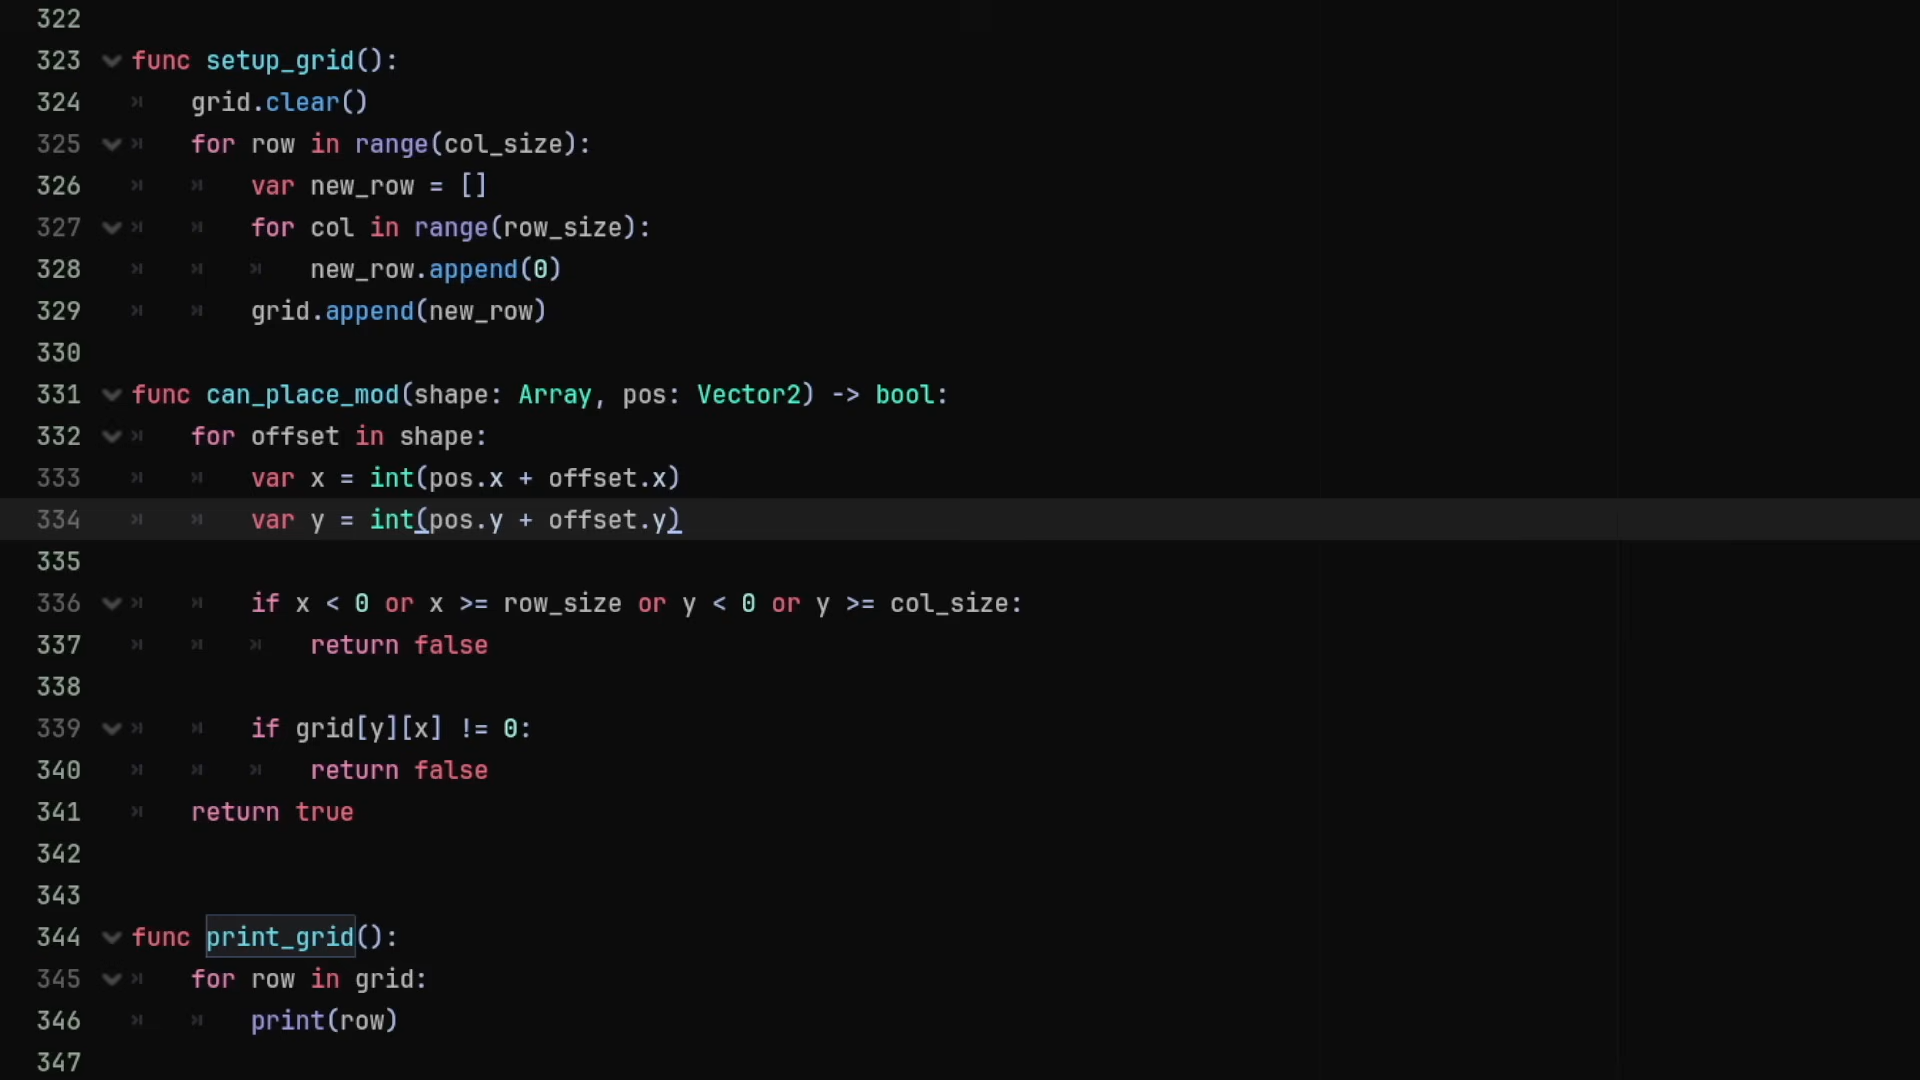 322
323 func setup_grid():
324 grid.clear()
325 for row in range(col_size):
326 var new_row = []
327 for col in range(row_size):
328 new_row.append(0)
329 grid.append(new_row)
330
331 func can_place_mod(shape: Array, pos: Vector2) -> bool:
332 for offset in shape:
333 var x = int(pos.x + offset.x)
334 var y = int(pos.y + offset.y)
335
336 if x < 0 or x >= row_size or y < 0 or y >= col_size:
337 return false
338
339 if grid[y][x] != 0:
340 return false
341 return true
342
343
344 func print_grid():
345 for row in grid:
346 print(row)
347